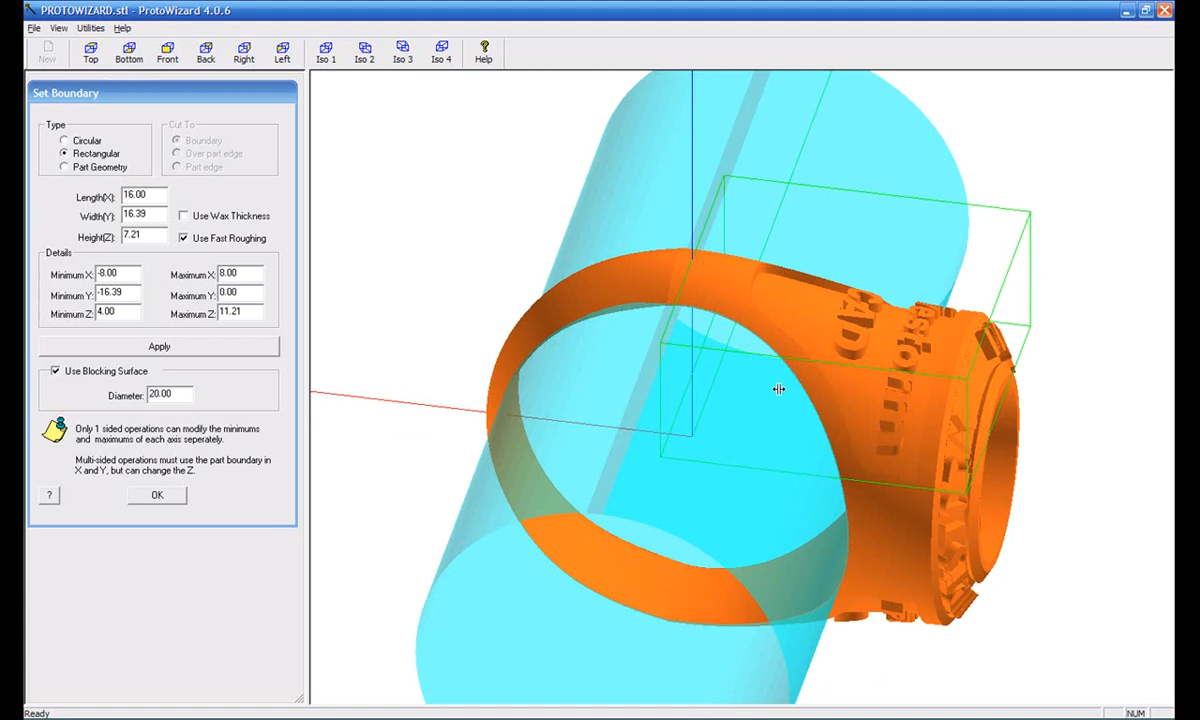 PROTOWIZARD.stl - ProtoWizard 4.0.6
File View Utilities Help
New Top Bottom Front Back Right Left Iso 1 Iso 2 Iso 3 Iso 4 Help
Set Boundary
Type
Circular
Rectangular
Part Geometry
Cut To
Boundary
Over part edge
Part edge
Length(X): 16.00
Width(Y): 16.39 Use Wax Thickness
Height(Z): 7.21 Use Fast Roughing
Details
Minimum X: -8.00 Maximum X: 8.00
Minimum Y: -16.39 Maximum Y: 0.00
Minimum Z: 4.00 Maximum Z: 11.21
Apply
Use Blocking Surface
Diameter: 20.00
Only 1 sided operations can modify the minimums
and maximums of each axis seperately.
Multi-sided operations must use the part boundary in
X and Y, but can change the Z.
? OK
Ready NUM